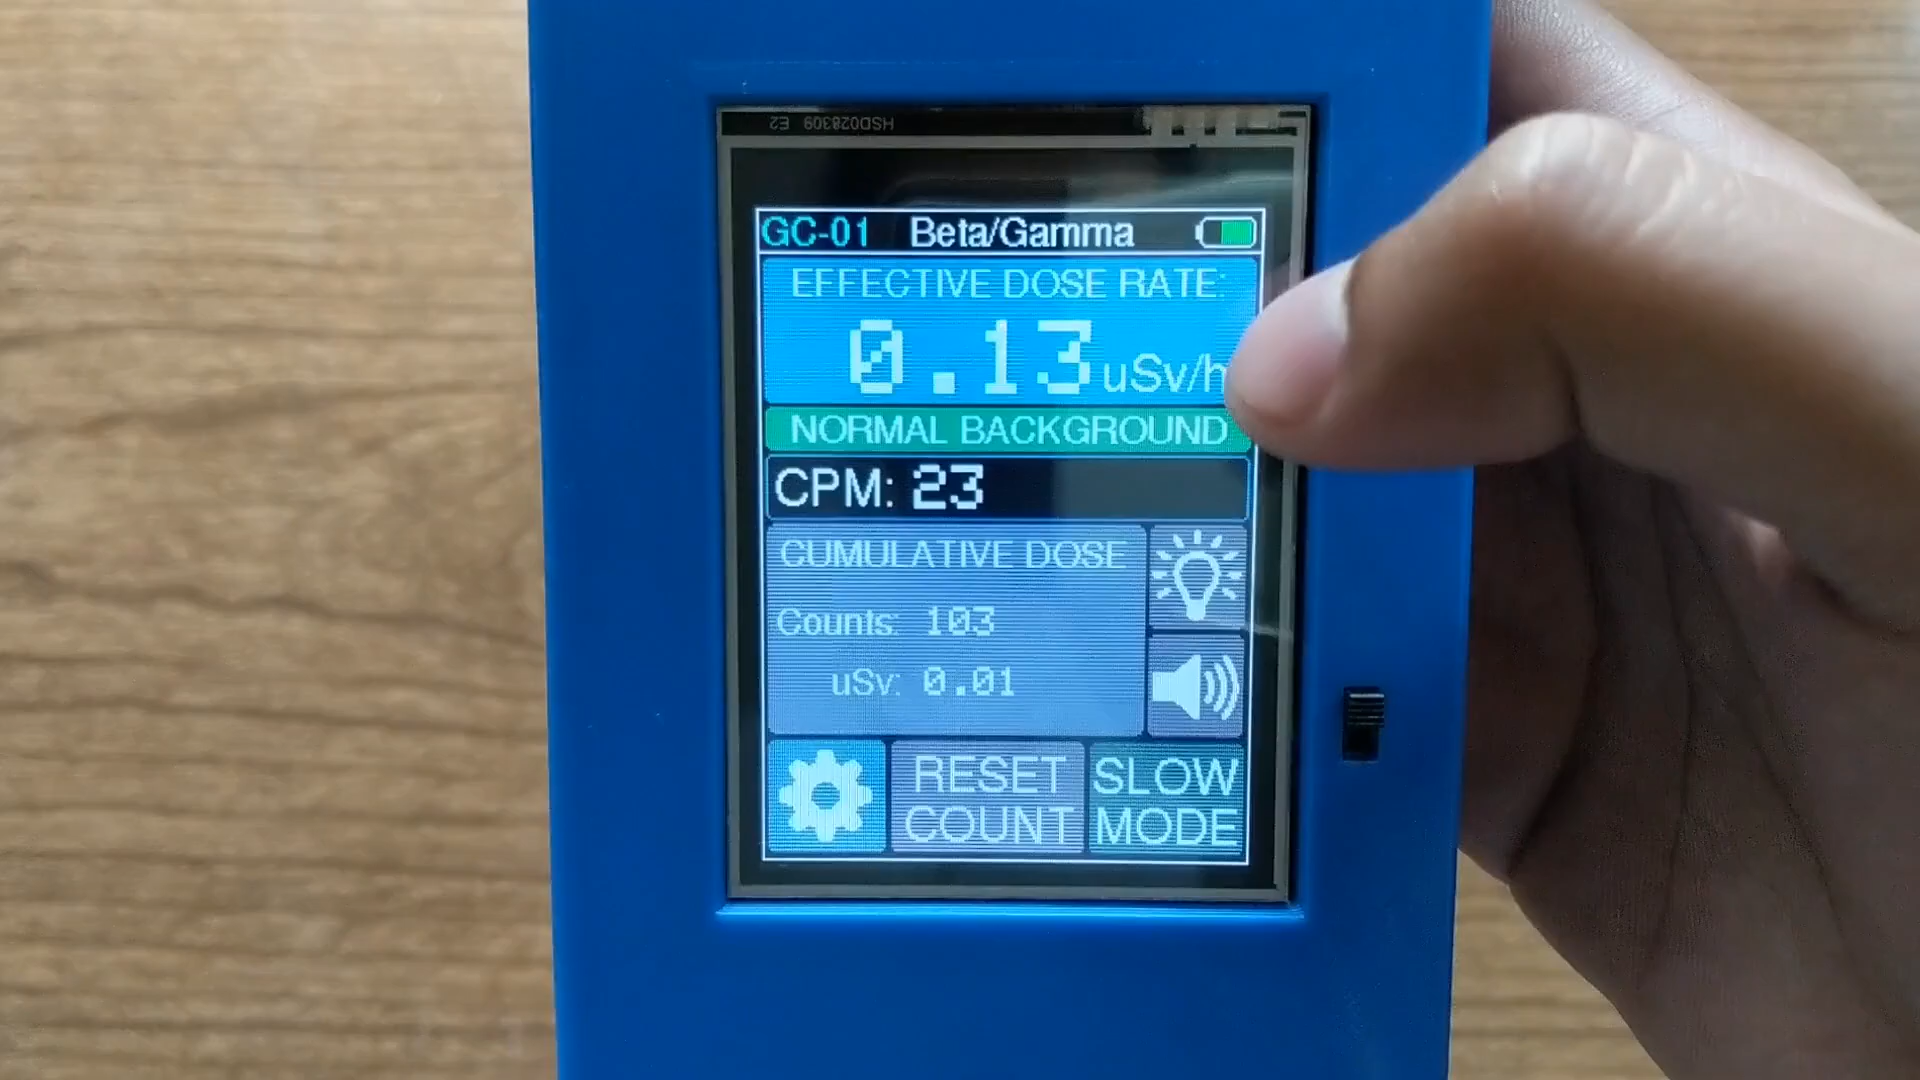 HSD028309 E2
GC-01 Beta/Gamma
EFFECTIVE DOSE RATE:
0.13 uSv/h
NORMAL BACKGROUND
CPM: 23
CUMULATIVE DOSE
Counts: 103
uSv: 0.01
RESET
COUNT
SLOW
MODE